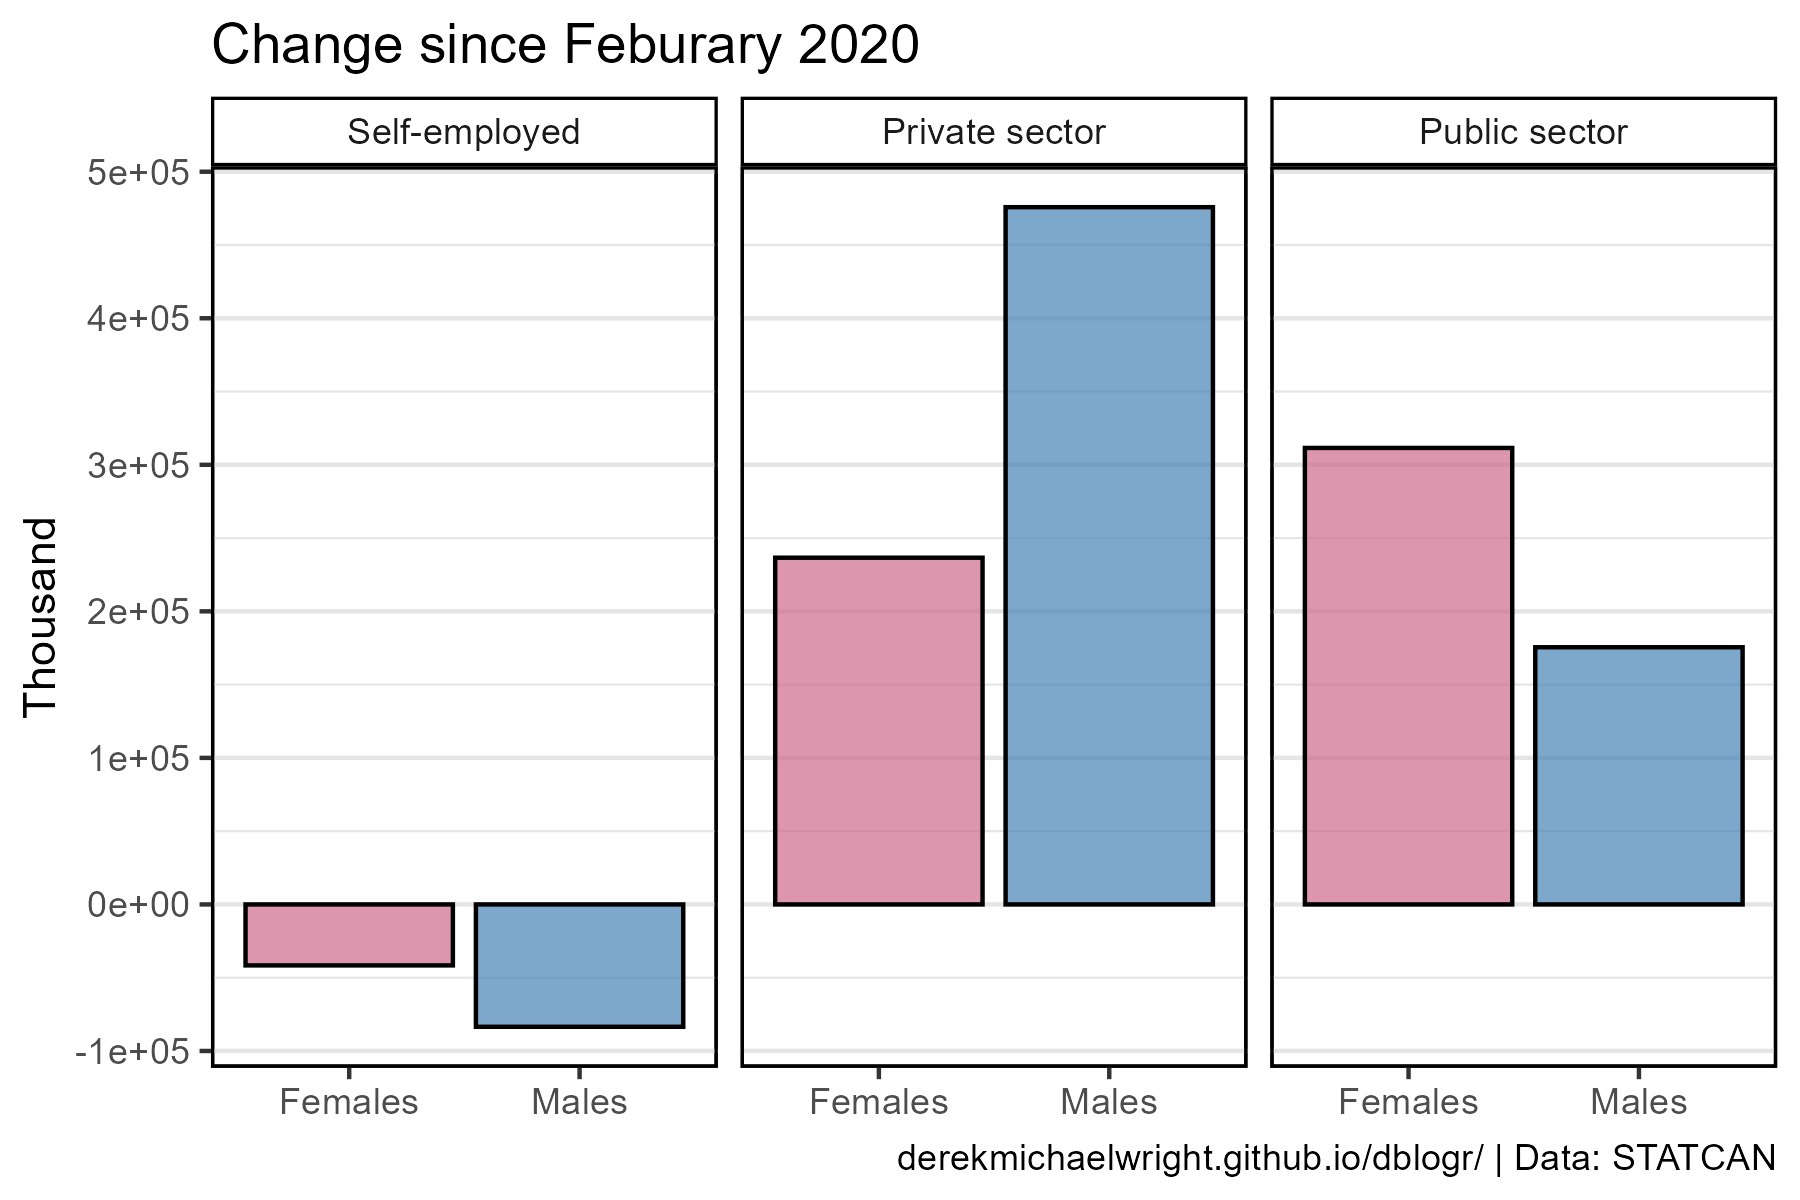 Change since Feburary 2020
Self-employed
Private sector
Public sector
5e+05
4e+05
3e+05
2e+05
1e+05
0e+00
-1e+05
Thousand
Females
Males
Females
Males
Females
Males
derekmichaelwright.github.io/dblogr/ | Data: STATCAN